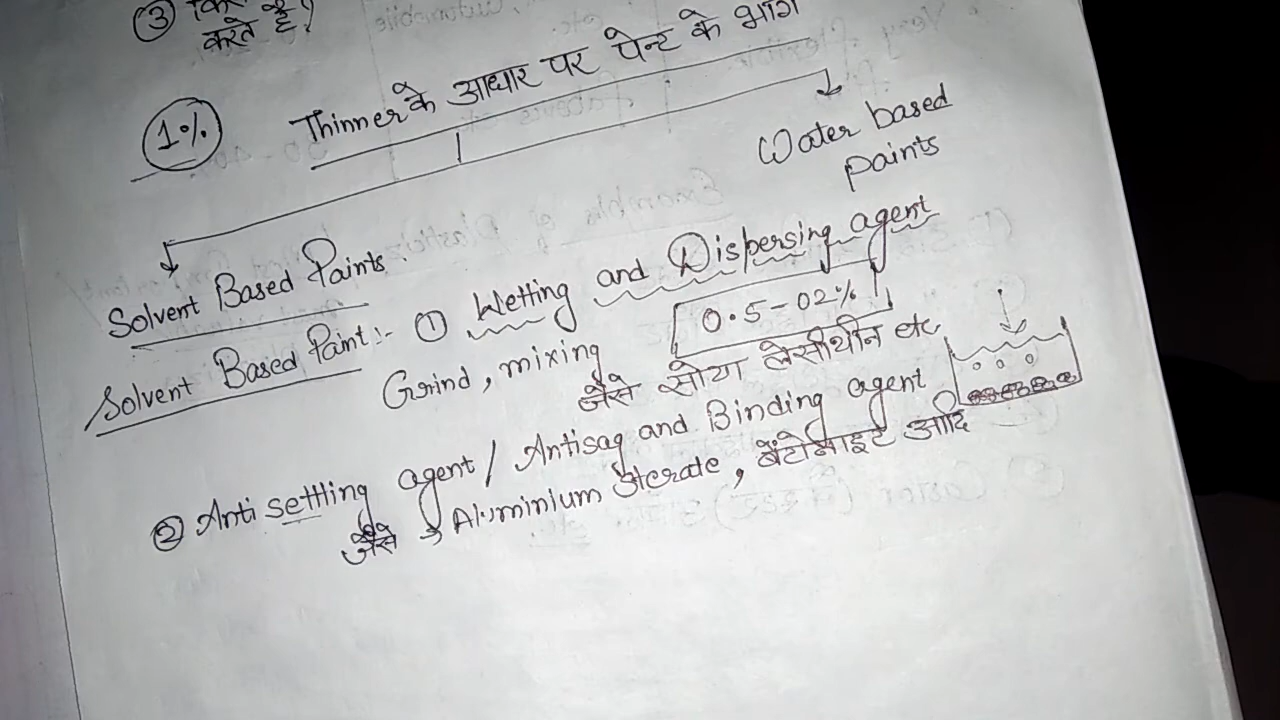 ③
करते है?
1% Thinner के आधार पर पेन्ट के भाग
Solvent Based Paints
Water based
paints
Solvent Based Paint:- ① Wetting and Dispersing agent
0.5-02%
Grind, mixing
जैसे सोया लेसीथीन etc
② Anti settling agent/ Antisag and Binding agent
जैसे → Aluminium Sterate, बेंटोनाइट आदि